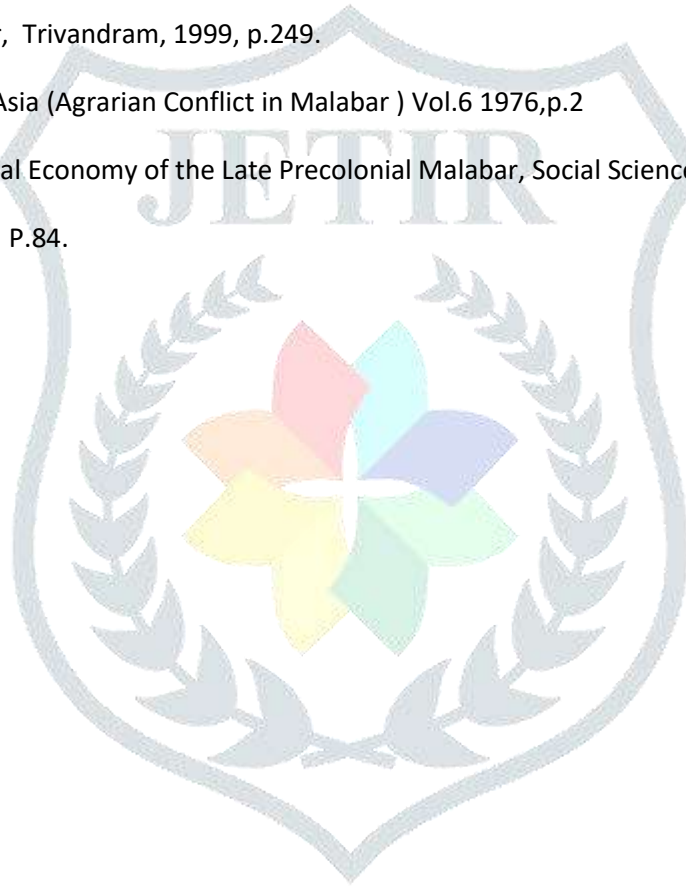 , Trivandram, 1999, p.249.
Asia (Agrarian Conflict in Malabar ) Vol.6 1976,p.2
al Economy of the Late Precolonial Malabar, Social Science
P.84.
JETIR